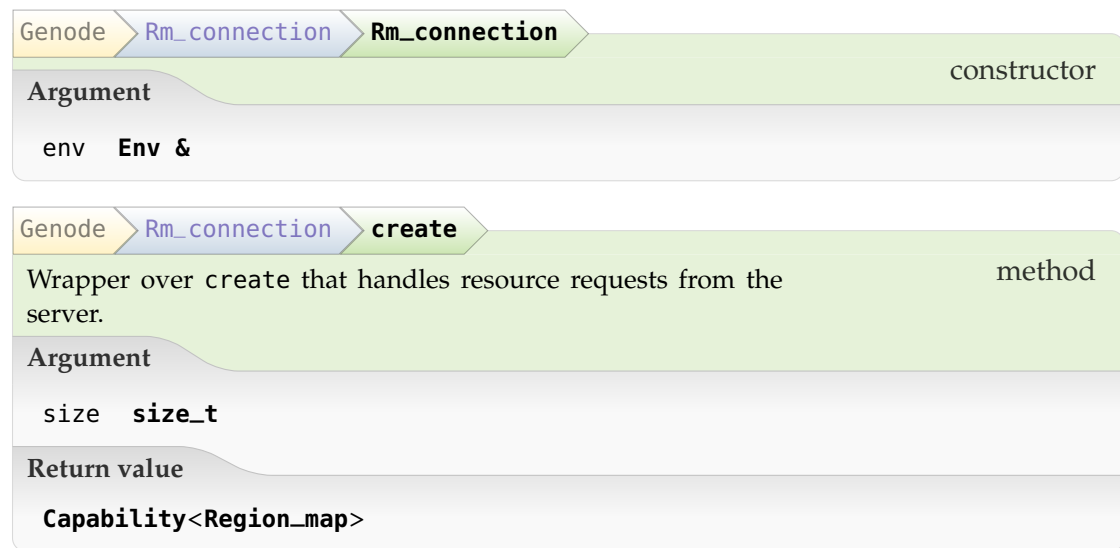 Genode Rm_connection Rm_connection
constructor
Argument
env Env &
Genode Rm_connection create
method
Wrapper over create that handles resource requests from the
server.
Argument
size size_t
Return value
Capability<Region_map>